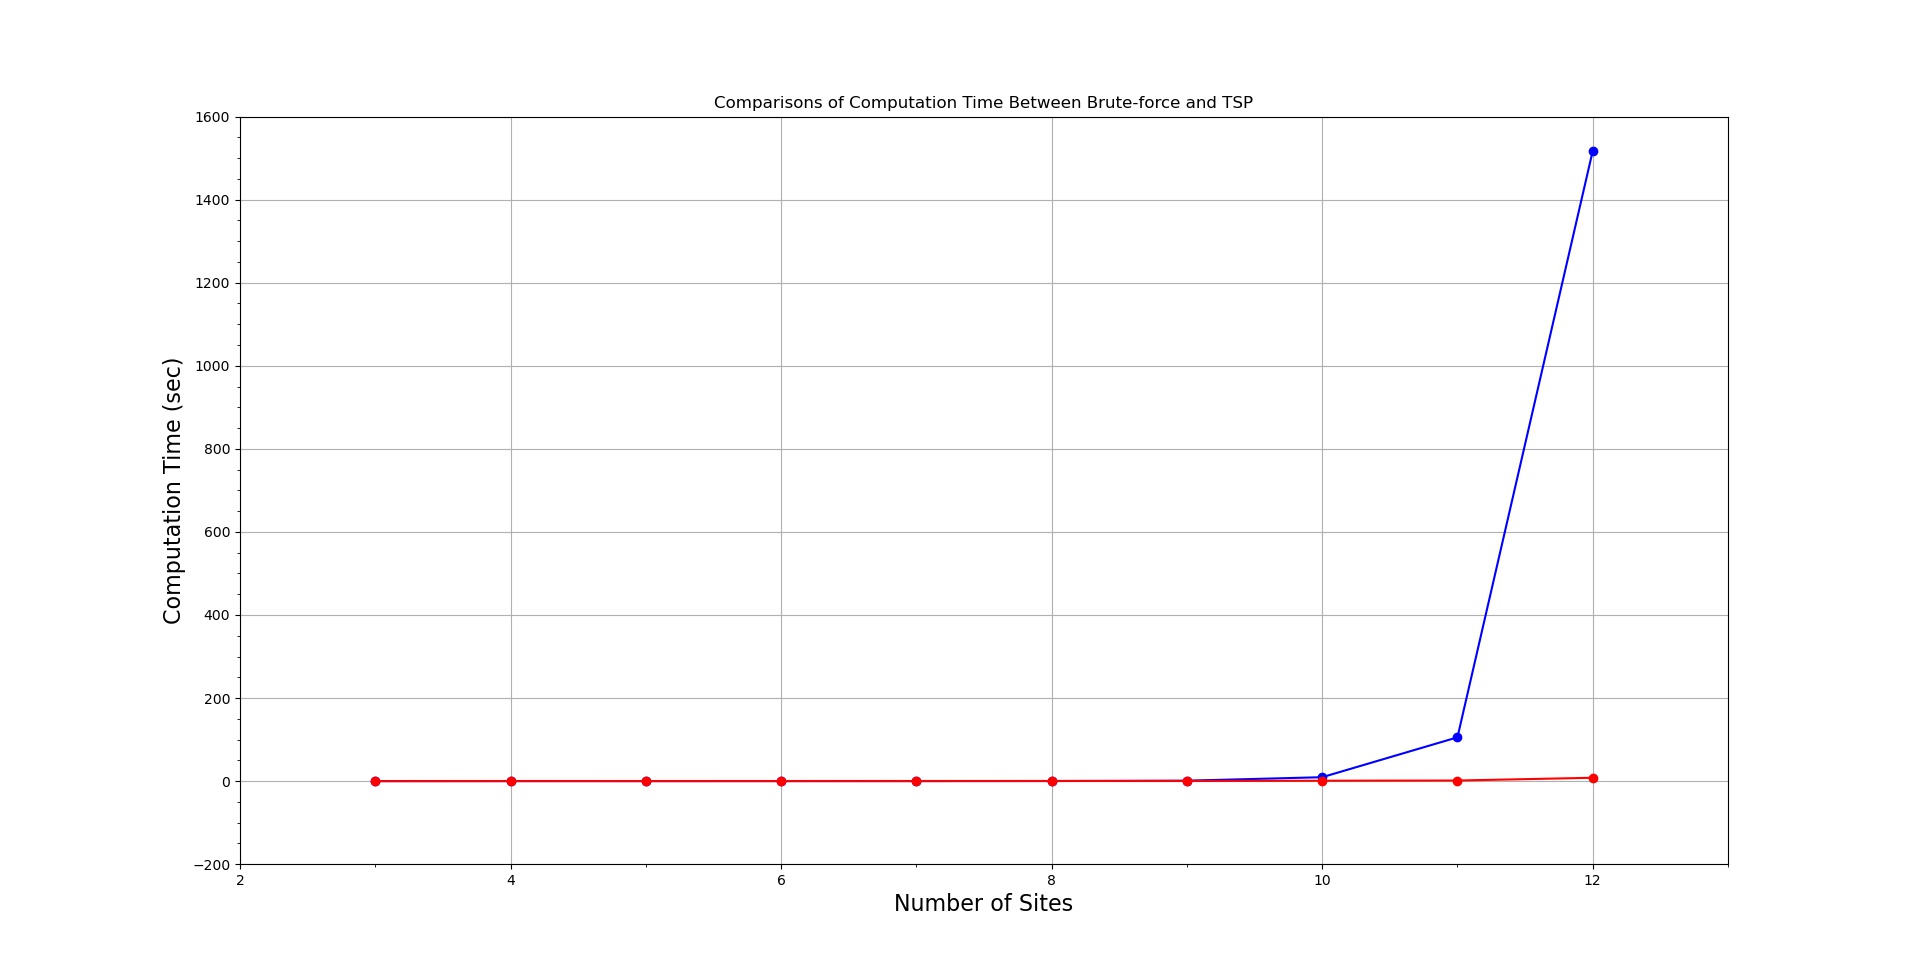 Comparisons of Computation Time Between Brute-force and TSP
1600
1400
1200
1000
800
600
400
200
0
−200
Computation Time (sec)
2 4 6 8 10 12
Number of Sites